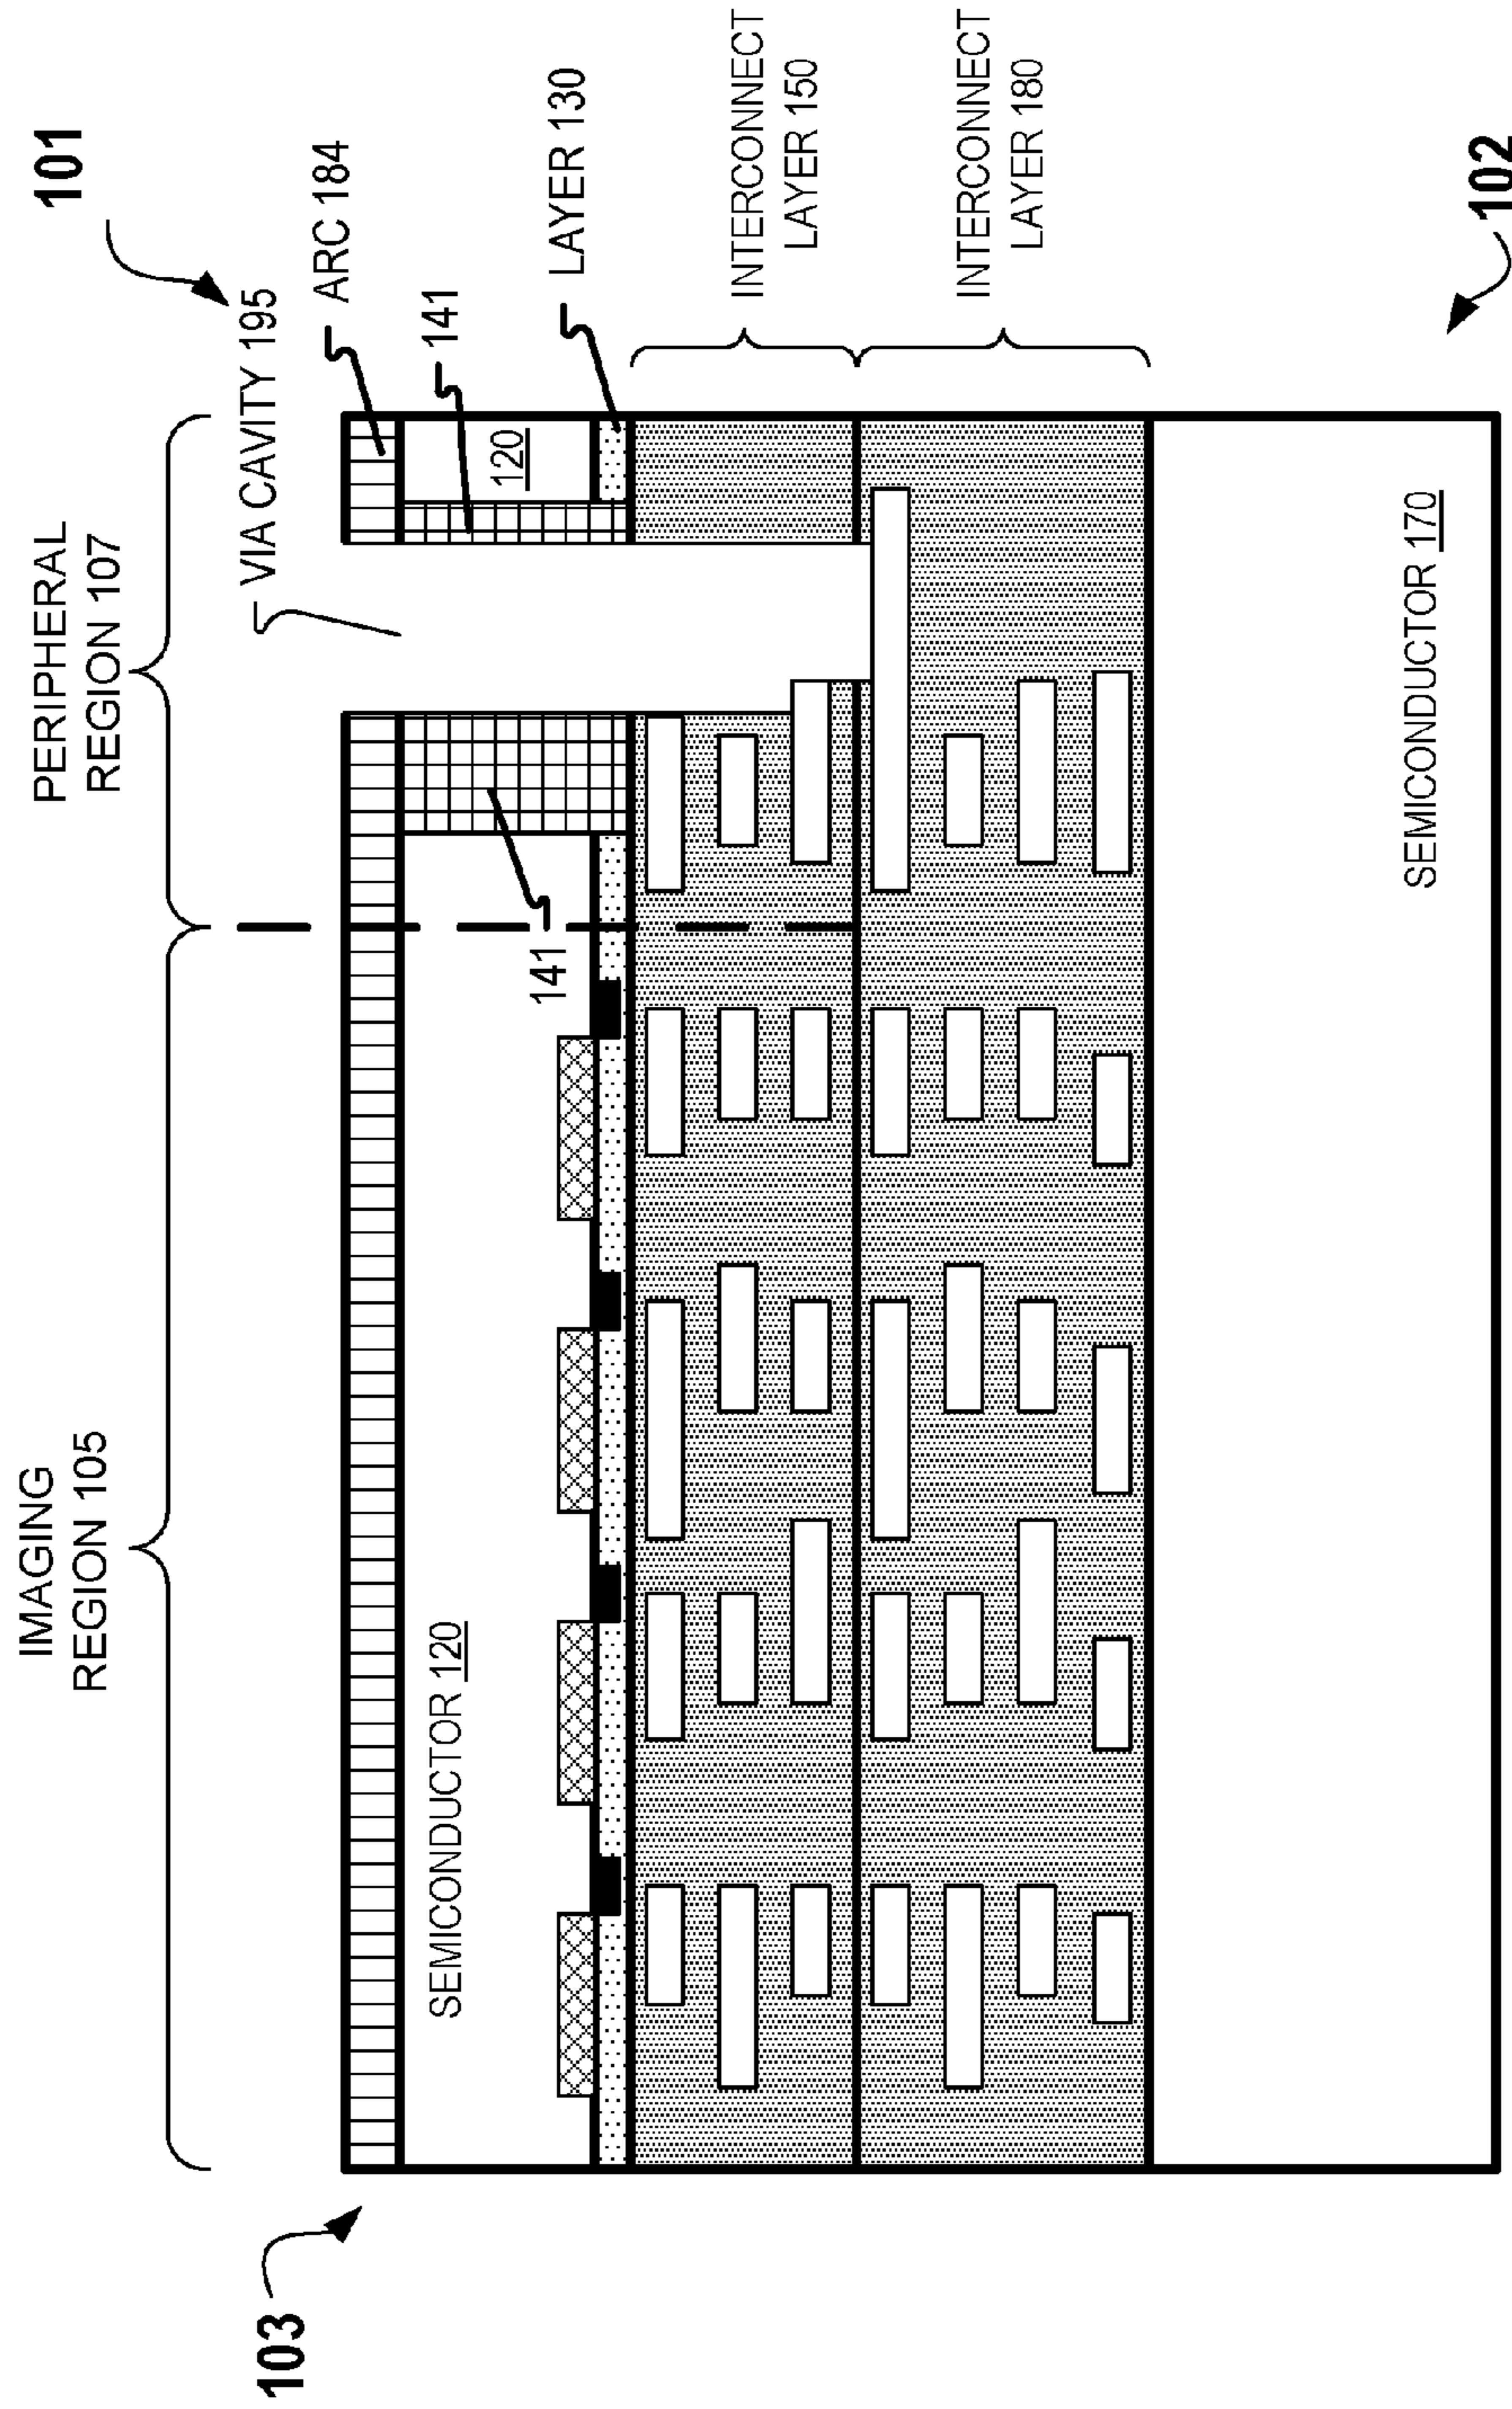 IMAGING
REGION 105
PERIPHERAL
REGION 107
101
103
VIA CAVITY 195
ARC 184
141
LAYER 130
SEMICONDUCTOR 120
120
141
INTERCONNECT
LAYER 150
INTERCONNECT
LAYER 180
SEMICONDUCTOR 170
102